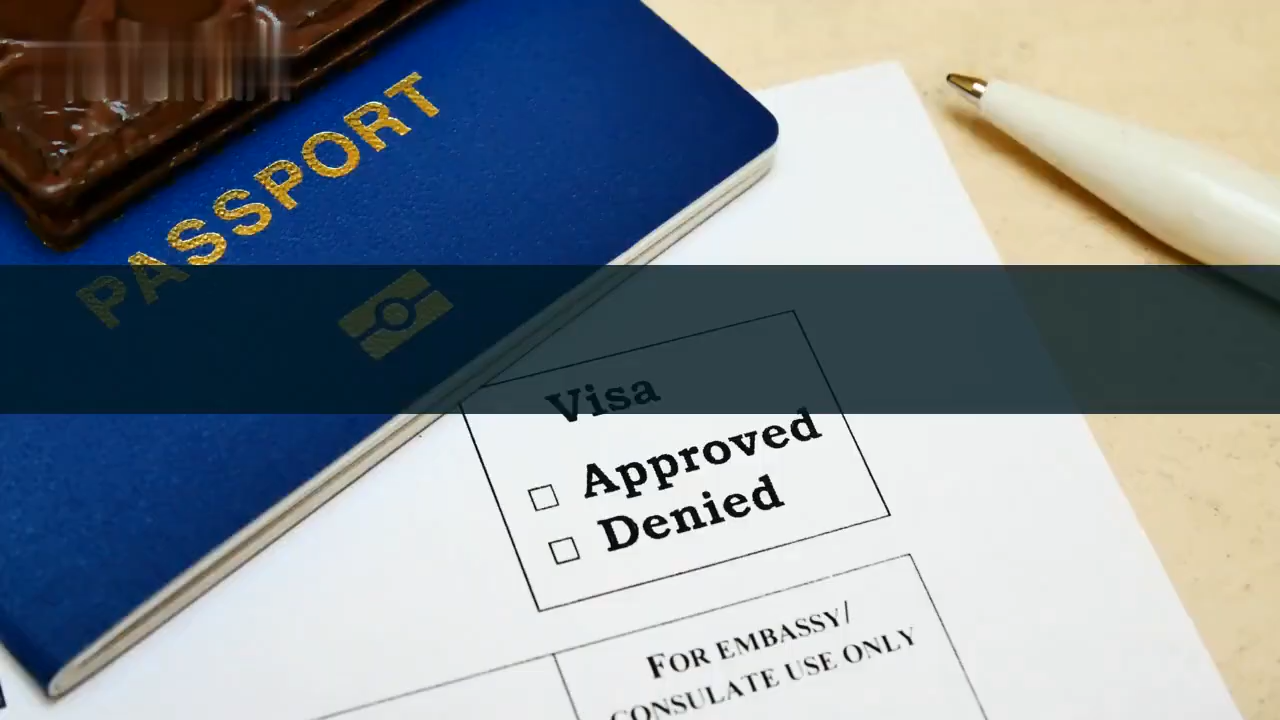 PASSPORT
Visa
Approved
Denied
FOR EMBASSY/
CONSULATE USE ONLY